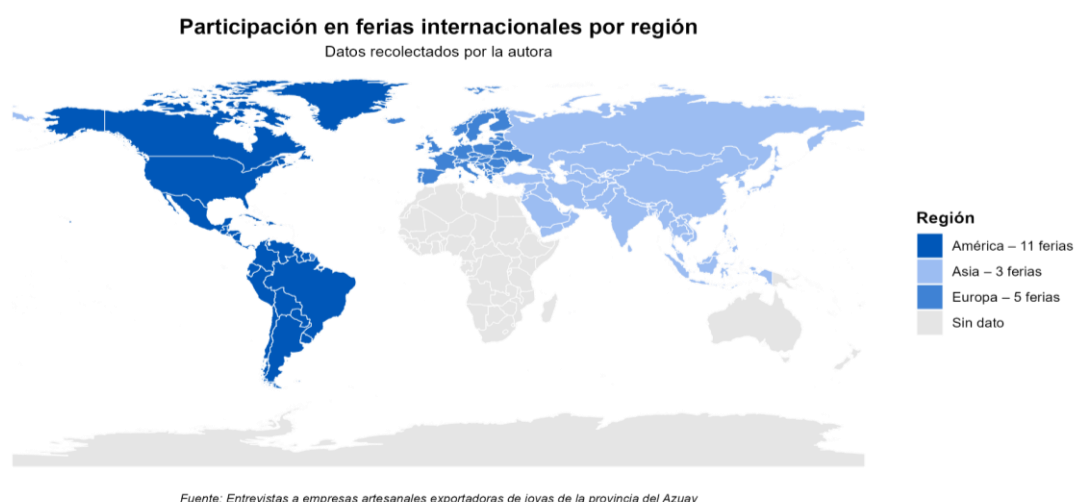 Participación en ferias internacionales por región
Datos recolectados por la autora
Región
América – 11 ferias
Asia – 3 ferias
Europa – 5 ferias
Sin dato
Fuente: Entrevistas a empresas artesanales exportadoras de joyas de la provincia del Azuay